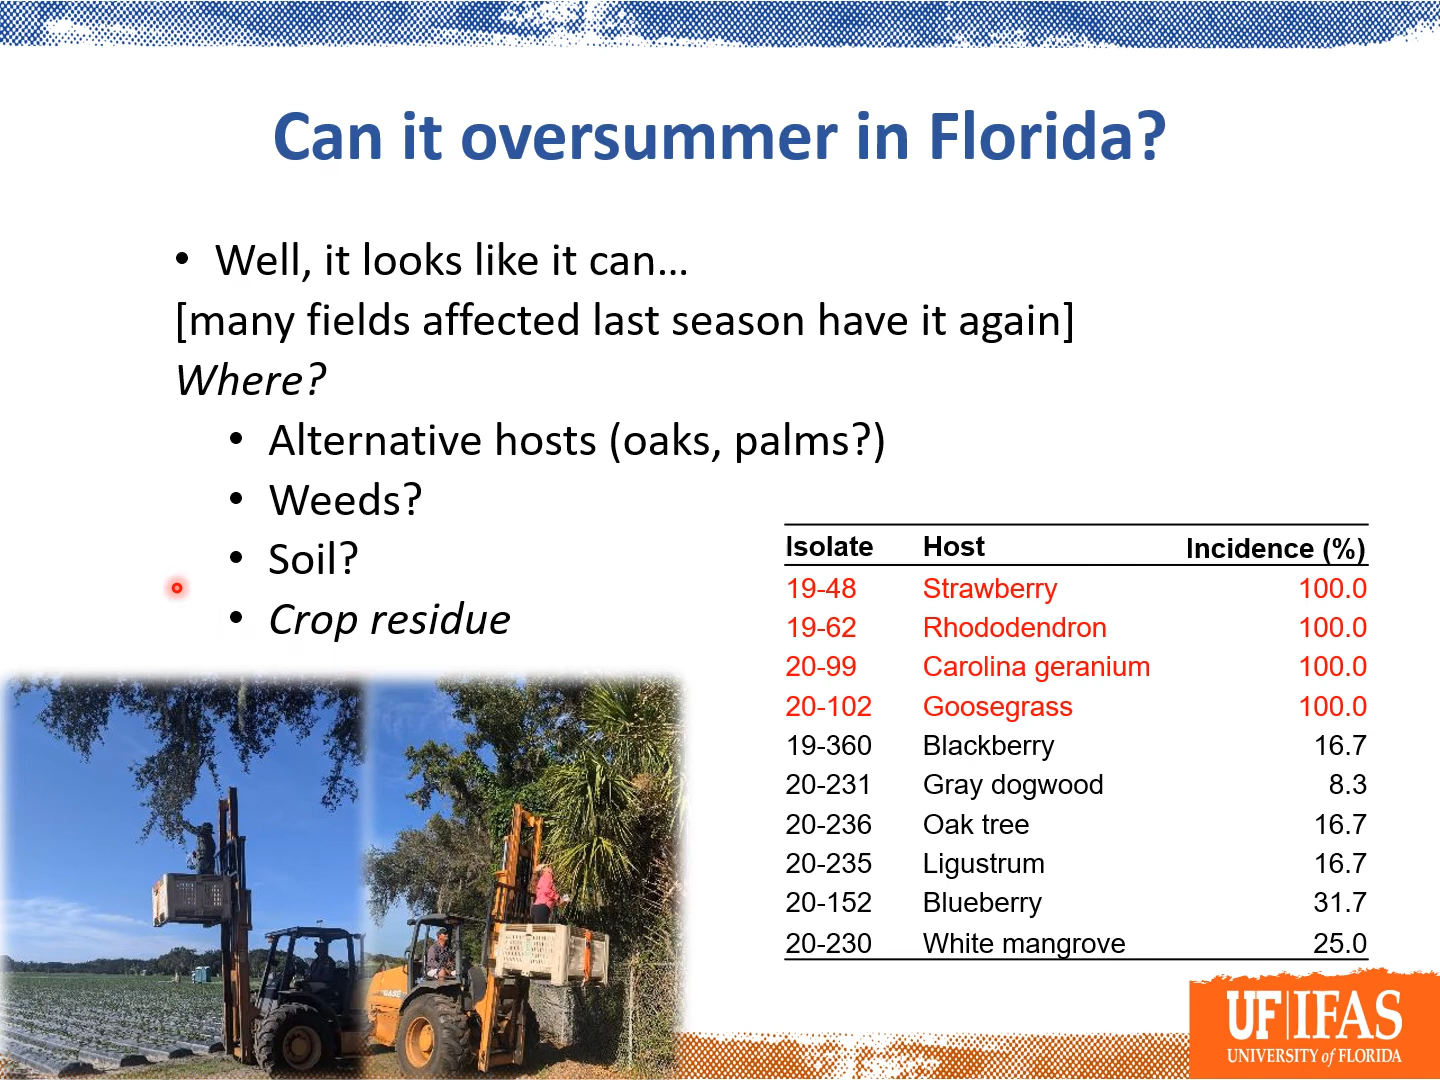 Can it oversummer in Florida?
• Well, it looks like it can...
[many fields affected last season have it again]
Where?
• Alternative hosts (oaks, palms?)
• Weeds?
• Soil?
• Crop residue
Isolate Host Incidence (%)
19-48 Strawberry 100.0
19-62 Rhododendron 100.0
20-99 Carolina geranium 100.0
20-102 Goosegrass 100.0
19-360 Blackberry 16.7
20-231 Gray dogwood 8.3
20-236 Oak tree 16.7
20-235 Ligustrum 16.7
20-152 Blueberry 31.7
20-230 White mangrove 25.0
CASE
UF|IFAS
UNIVERSITY of FLORIDA